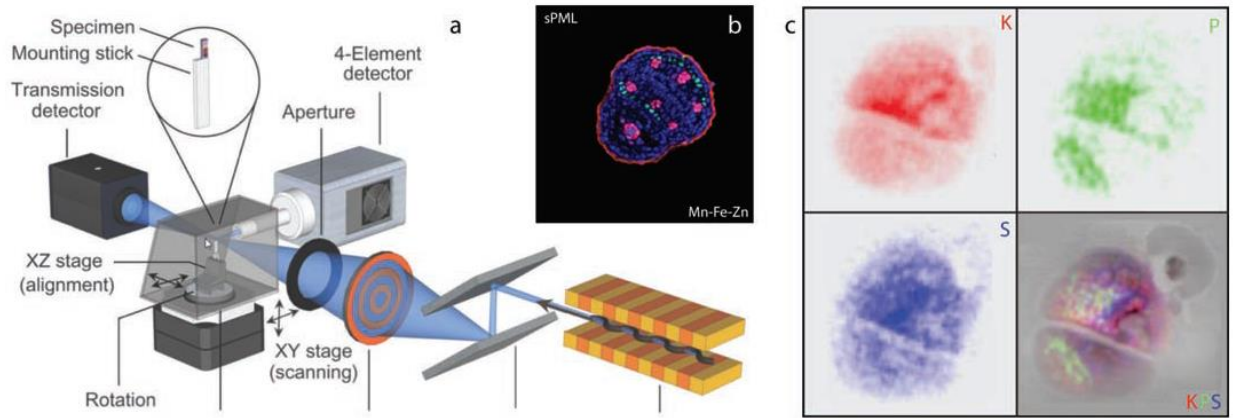 a
Specimen
Mounting stick
Transmission
detector
4-Element
detector
Aperture
XZ stage
(alignment)
XY stage
(scanning)
Rotation
b
sPML
Mn-Fe-Zn
c
K
P
S
KPS